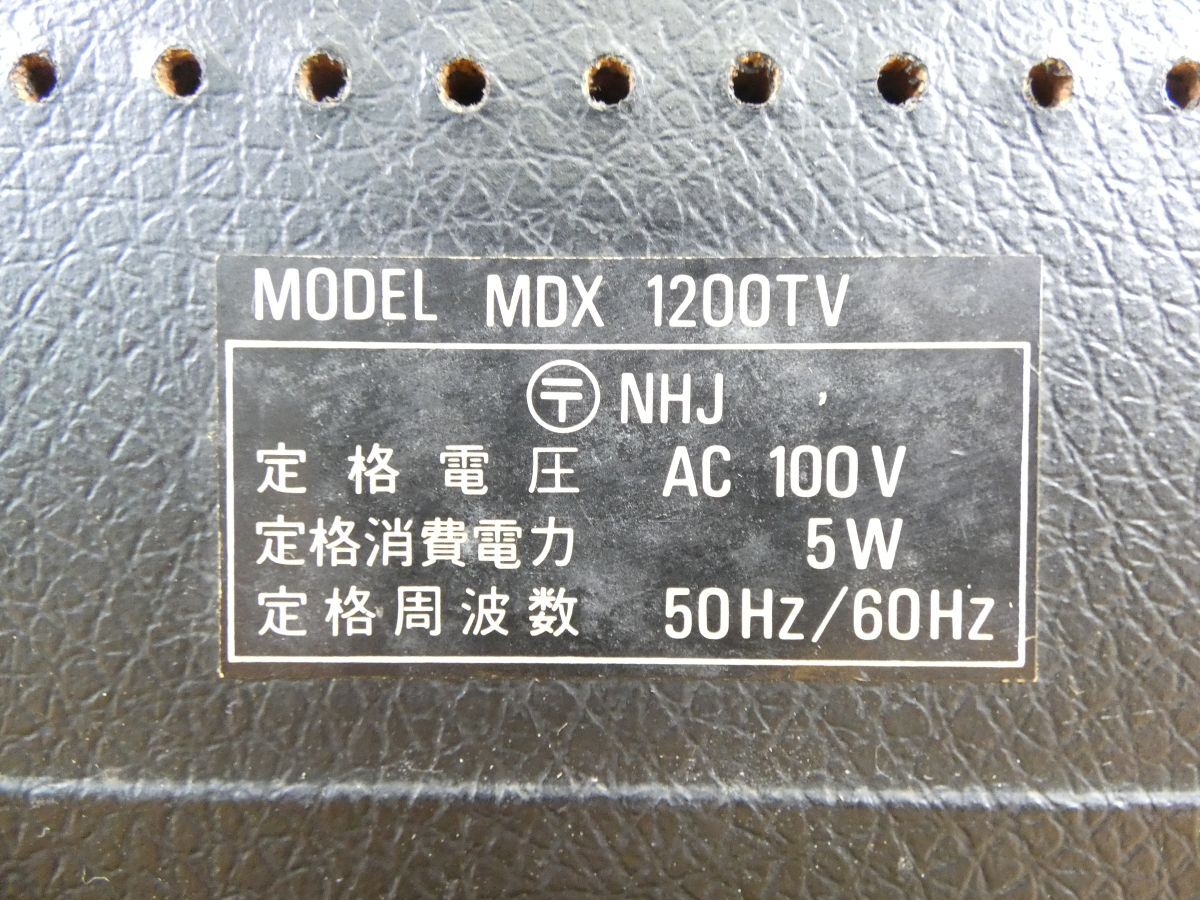 MODEL MDX 1200TV
〒 NHJ
定格電圧 AC 100V
定格消費電力 5W
定格周波数 50Hz/60Hz